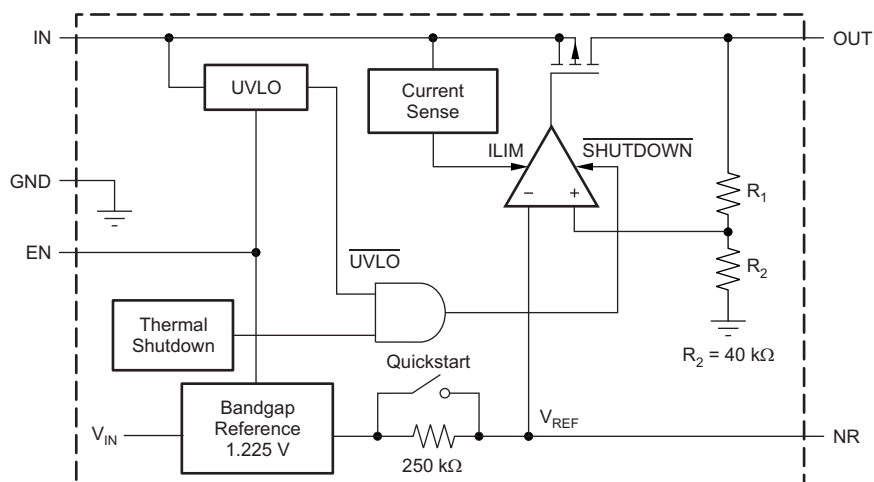 IN
OUT
UVLO
Current
Sense
ILIM
SHUTDOWN
GND
R1
EN
UVLO
R2
Thermal
Shutdown
R2 = 40 kΩ
Quickstart
Bandgap
Reference
1.225 V
VIN
VREF
NR
250 kΩ
− +